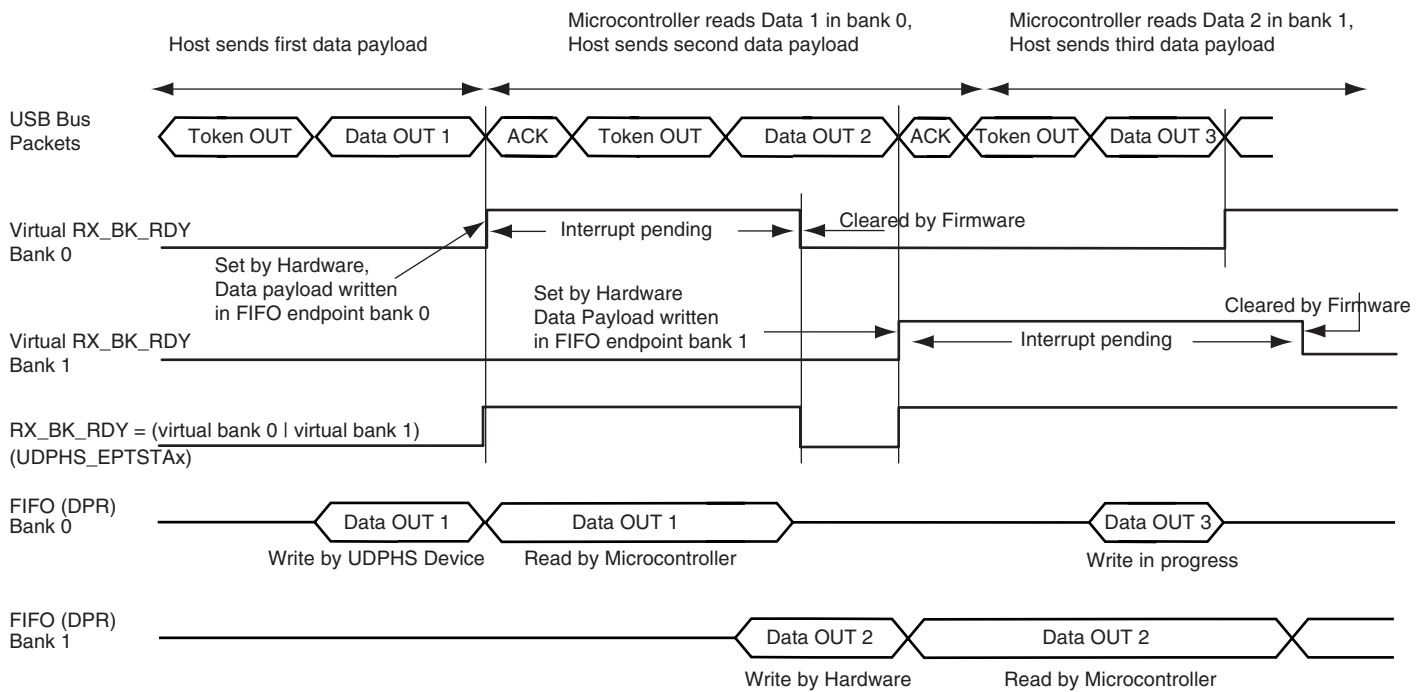 Host sends first data payload
Microcontroller reads Data 1 in bank 0,
Host sends second data payload
Microcontroller reads Data 2 in bank 1,
Host sends third data payload
USB Bus
Packets
Token OUT
Data OUT 1
ACK
Token OUT
Data OUT 2
ACK
Token OUT
Data OUT 3
Virtual RX_BK_RDY
Bank 0
Interrupt pending
Cleared by Firmware
Set by Hardware,
Data payload written
in FIFO endpoint bank 0
Set by Hardware
Data Payload written
in FIFO endpoint bank 1
Cleared by Firmware
Virtual RX_BK_RDY
Bank 1
Interrupt pending
RX_BK_RDY = (virtual bank 0 | virtual bank 1)
(UDPHS_EPTSTAx)
FIFO (DPR)
Bank 0
Data OUT 1
Data OUT 1
Data OUT 3
Write by UDPHS Device
Read by Microcontroller
Write in progress
FIFO (DPR)
Bank 1
Data OUT 2
Data OUT 2
Write by Hardware
Read by Microcontroller